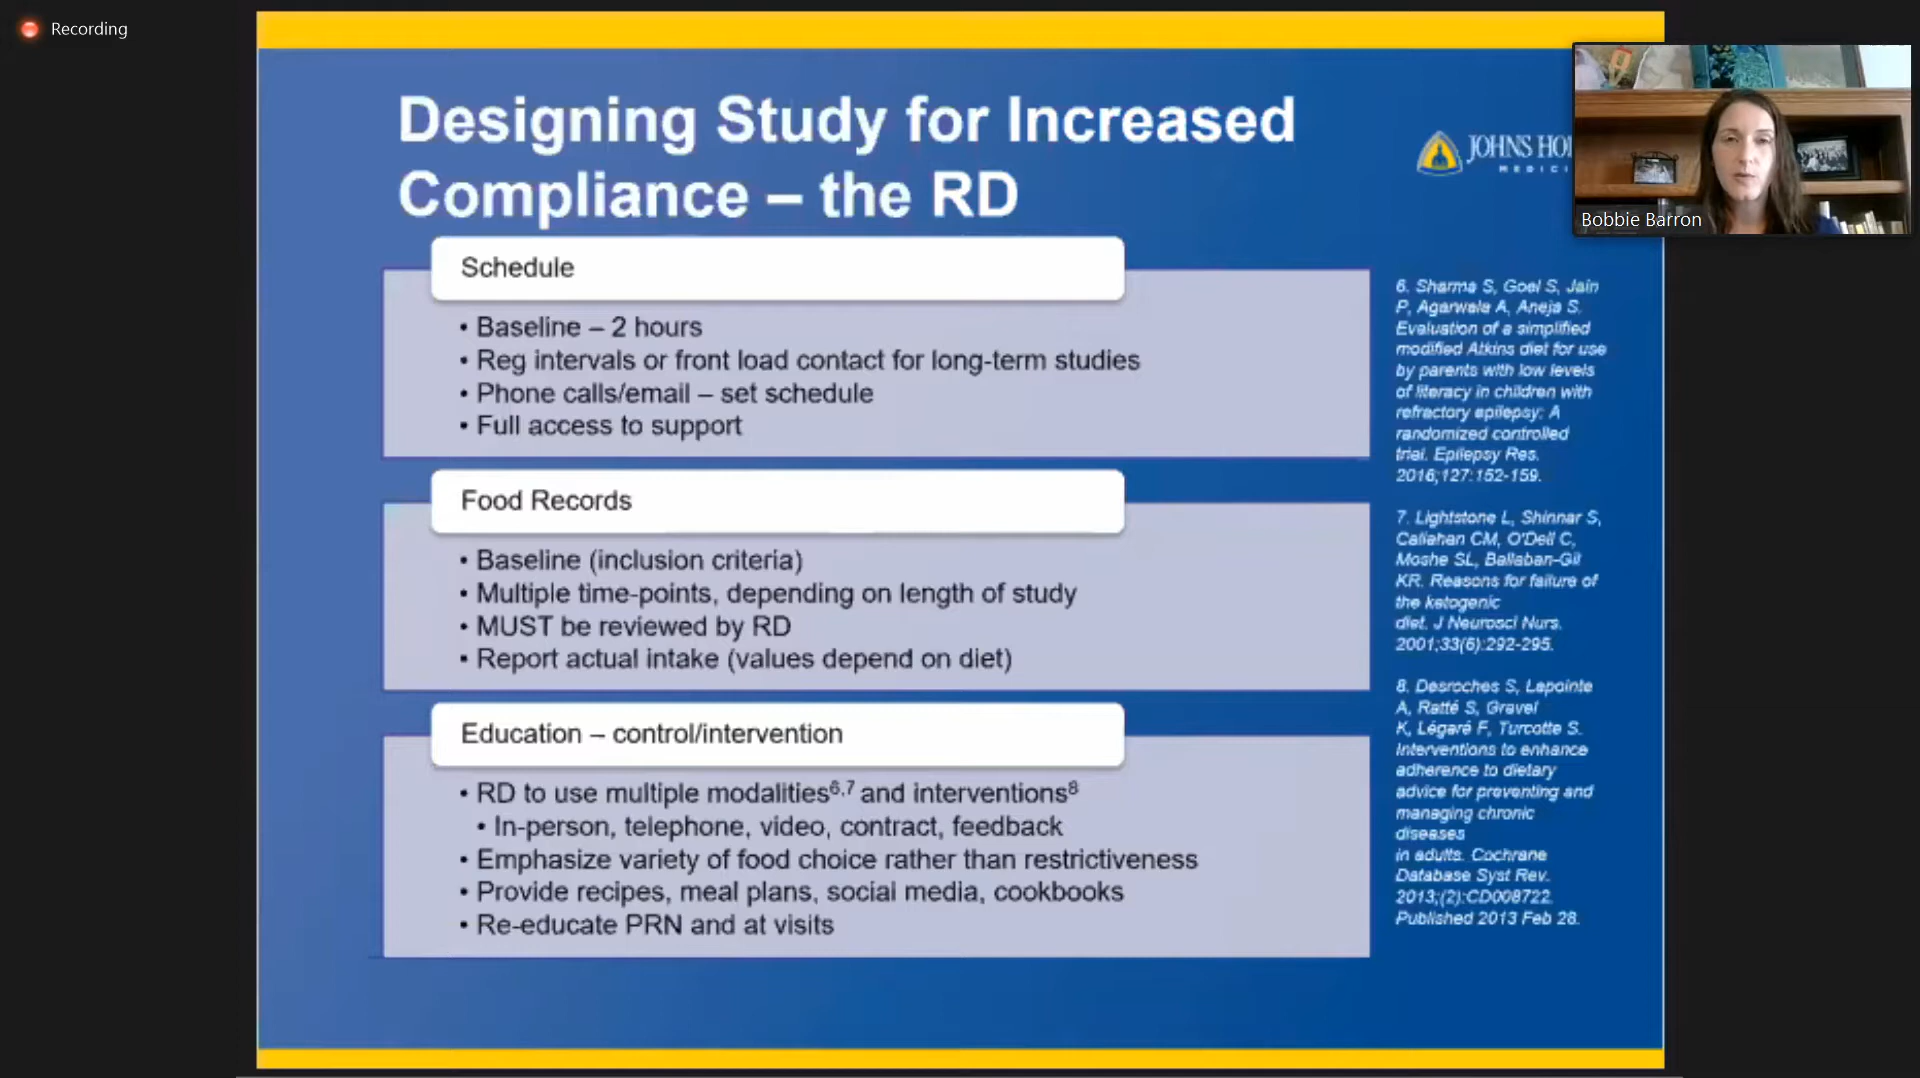 Recording
Designing Study for Increased
Compliance – the RD
JOHNS
Bobbie Barron
Schedule
• Baseline – 2 hours
• Reg intervals or front load contact for long-term studies
• Phone calls/email – set schedule
• Full access to support
Food Records
• Baseline (inclusion criteria)
• Multiple time-points, depending on length of study
• MUST be reviewed by RD
• Report actual intake (values depend on diet)
Education – control/intervention
• RD to use multiple modalities6,7 and interventions8
• In-person, telephone, video, contract, feedback
• Emphasize variety of food choice rather than restrictiveness
• Provide recipes, meal plans, social media, cookbooks
• Re-educate PRN and at visits
6. Sharma S, Goel S, Jain
P, Agarwala A, Aneja S.
Evaluation of a simplified
modified Atkins diet for use
by parents with low levels
of literacy in children with
refractory epilepsy: A
randomized controlled
trial. Epilepsy Res.
2016;127:152-159.
7. Lightstone L, Shinnar S,
Callahan CM, O'Dell C,
Moshe SL, Ballaban-Gil
KR. Reasons for failure of
the ketogenic
diet. J Neurosci Nurs.
2001;33(6):292-295.
8. Desroches S, Lapointe
A, Ratté S, Gravel
K, Légaré F, Turcotte S.
Interventions to enhance
adherence to dietary
advice for preventing and
managing chronic
diseases
in adults. Cochrane
Database Syst Rev.
2013;(2):CD008722.
Published 2013 Feb 28.